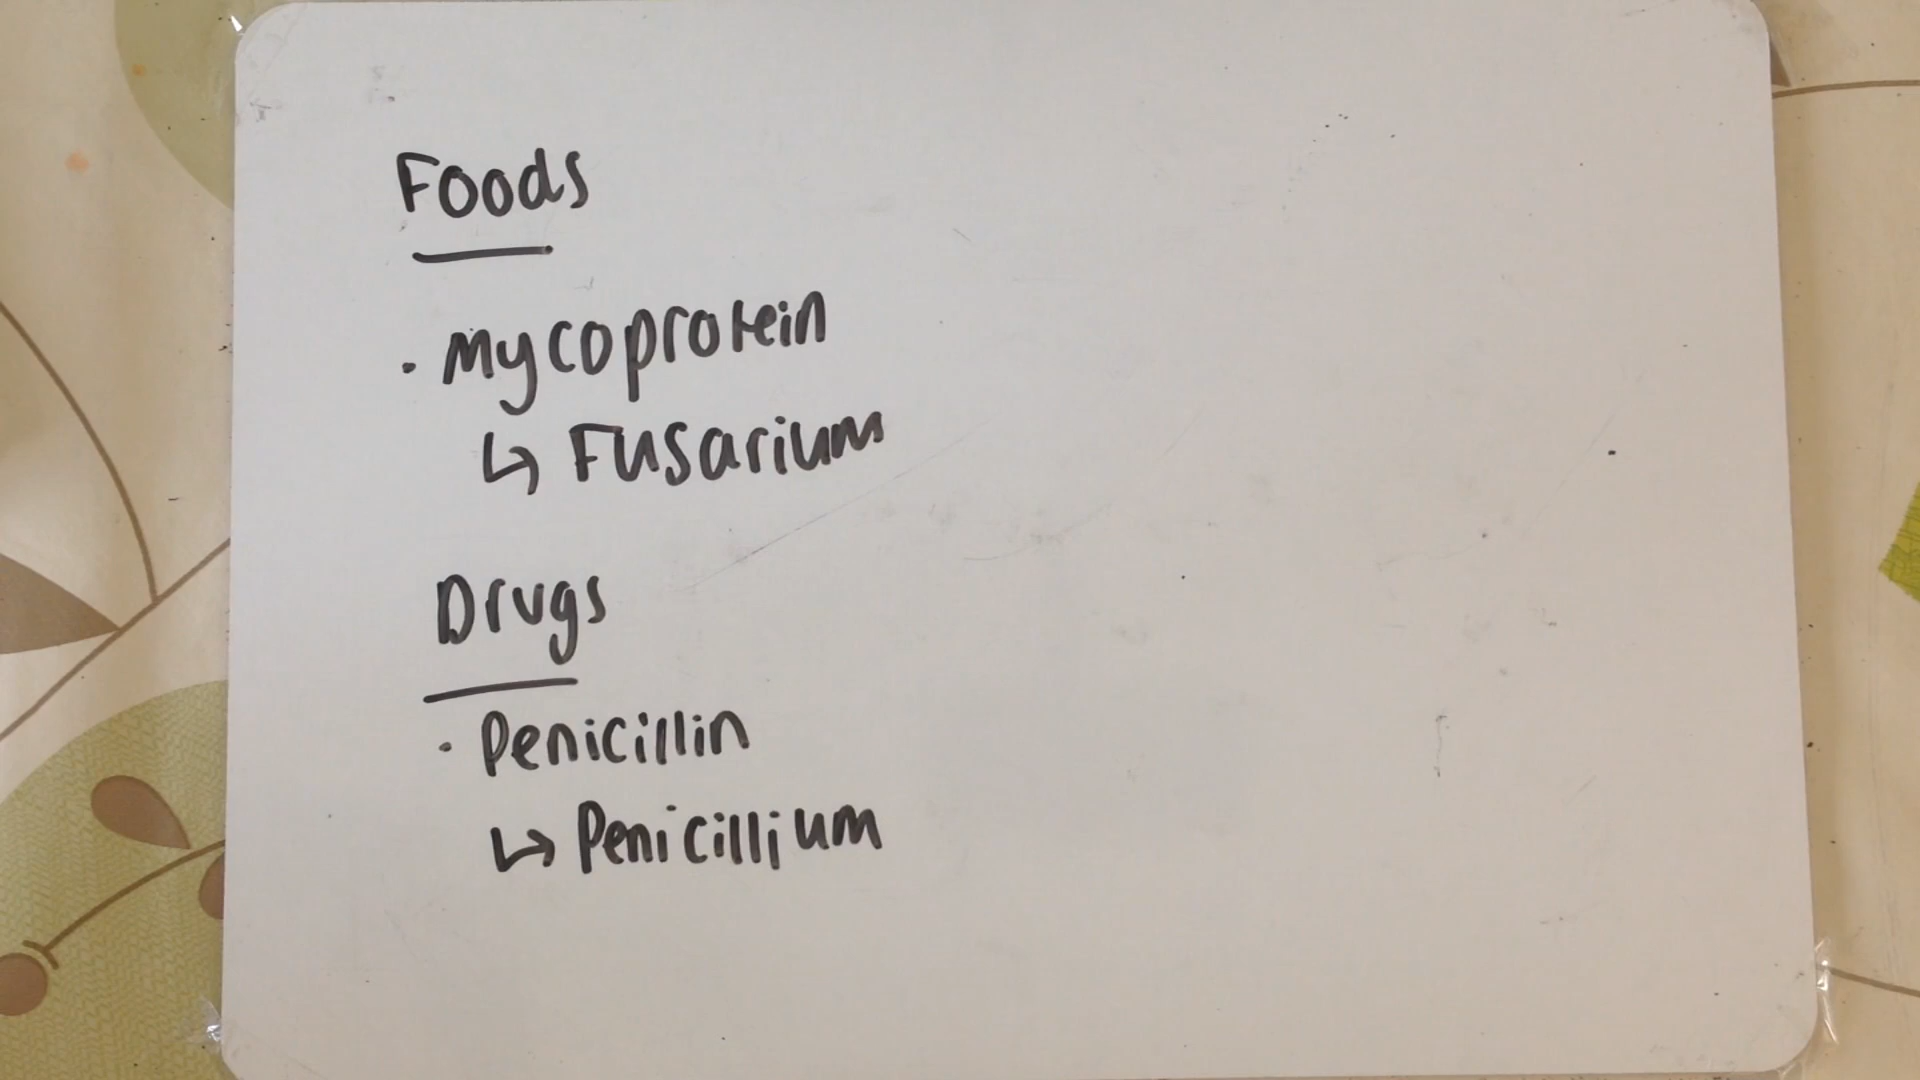 Foods
· Mycoprotein
↳ Fusarium
Drugs
· Penicillin
↳ Penicillium